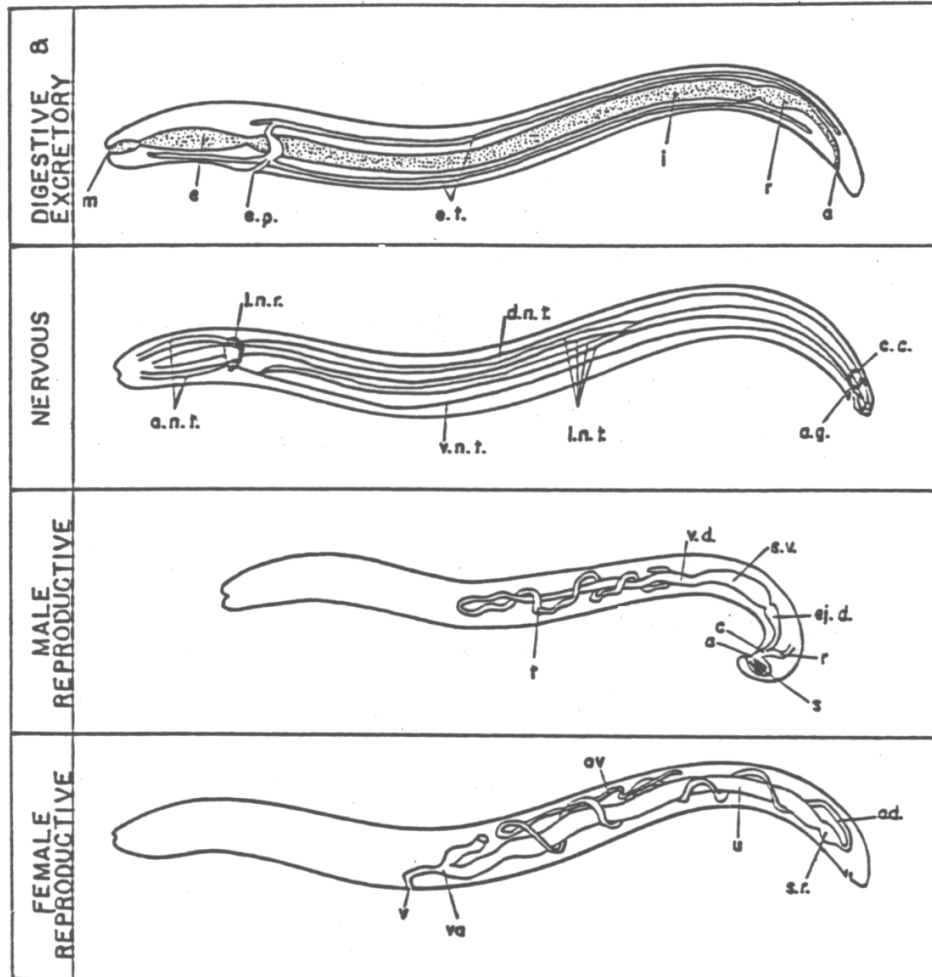 DIGESTIVE &
EXCRETORY
m
e
e.p.
e.t.
i
r
a
NERVOUS
l.n.r.
d.n.t.
c.c.
a.n.t.
v.n.t.
l.n.t.
a.g.
MALE
REPRODUCTIVE
v.d.
s.v.
ej.d.
c
a
r
t
s
FEMALE
REPRODUCTIVE
ov
od.
u
s.r.
v
va